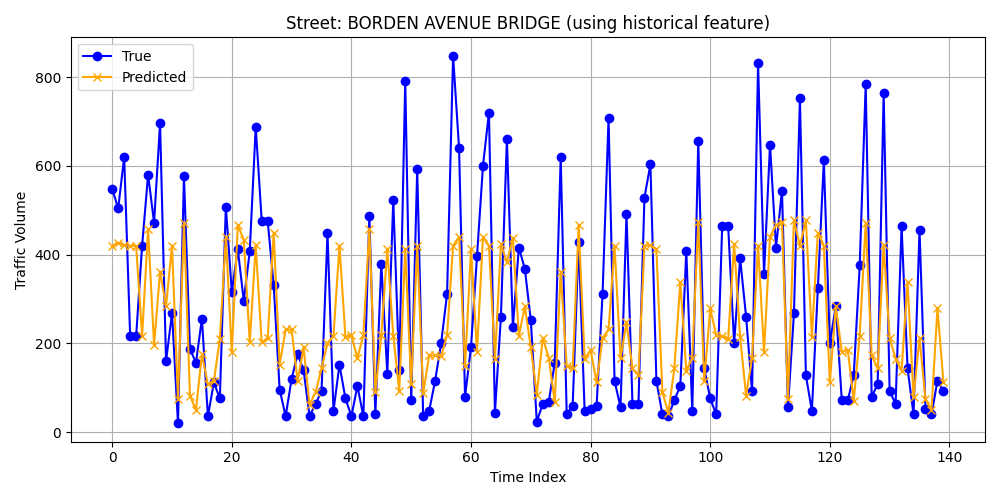 Street: BORDEN AVENUE BRIDGE (using historical feature)
True
Predicted
Traffic Volume
800
600
400
200
0
0 20 40 60 80 100 120 140
Time Index